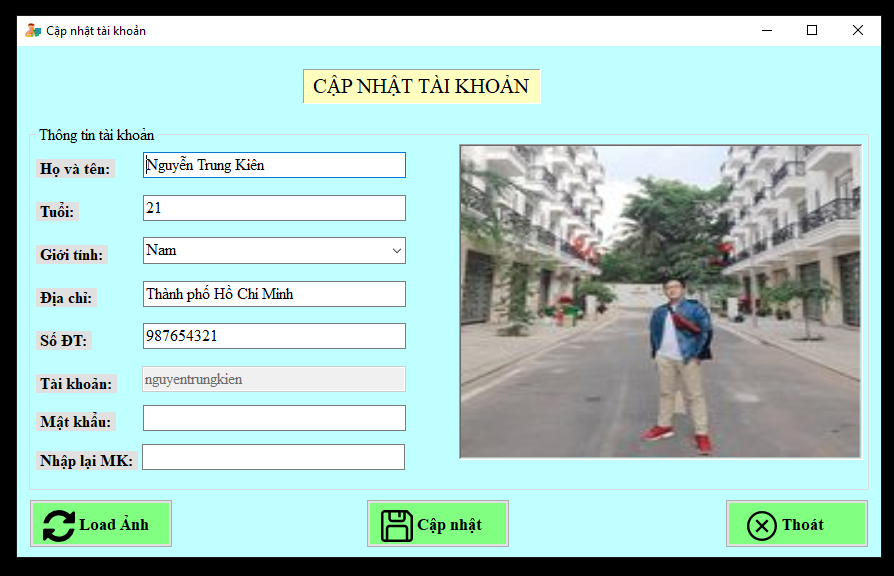 Cập nhật tài khoản
CẬP NHẬT TÀI KHOẢN
Thông tin tài khoản
Họ và tên: Nguyễn Trung Kiên
Tuổi: 21
Giới tính: Nam
Địa chỉ: Thành phố Hồ Chí Minh
Số ĐT: 987654321
Tài khoản: nguyentrungkien
Mật khẩu:
Nhập lại MK:
Load Ảnh Cập nhật Thoát